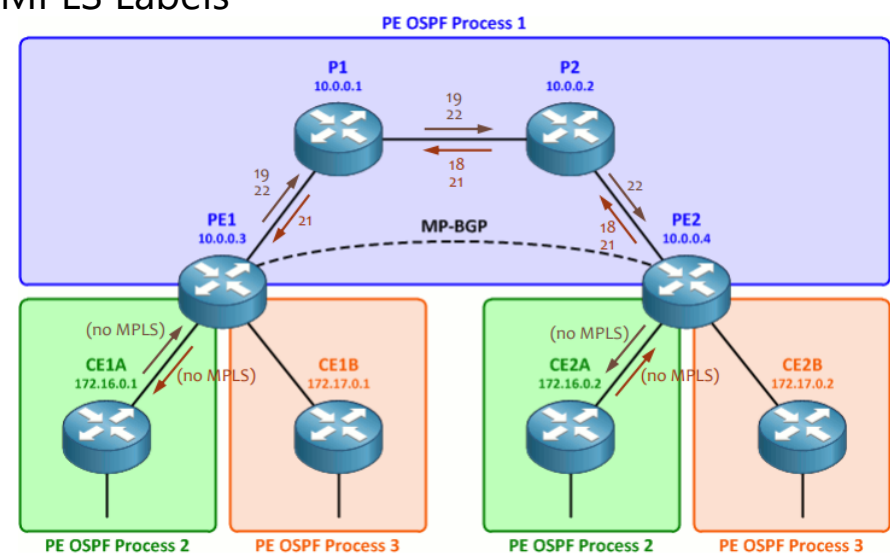 MPLS Labels
PE OSPF Process 1
P1
10.0.0.1
P2
10.0.0.2
19
22
18
21
19
22
21
22
18
21
PE1
10.0.0.3
MP-BGP
PE2
10.0.0.4
(no MPLS)
(no MPLS)
CE1A
172.16.0.1
CE1B
172.17.0.1
(no MPLS)
(no MPLS)
CE2A
172.16.0.2
CE2B
172.17.0.2
PE OSPF Process 2
PE OSPF Process 3
PE OSPF Process 2
PE OSPF Process 3